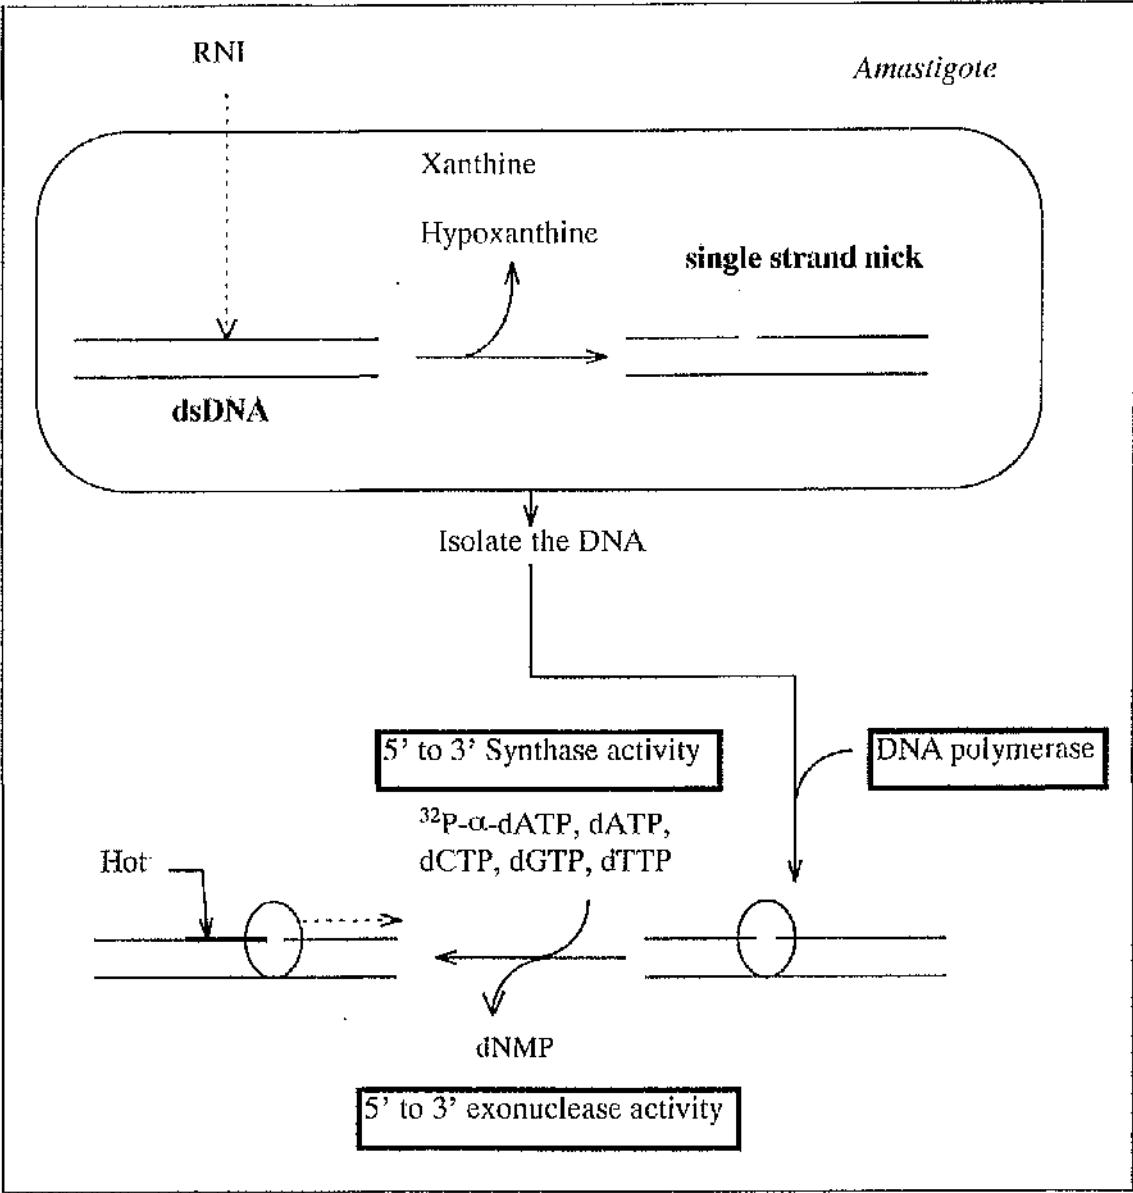 RNI
Amastigote
Xanthine
Hypoxanthine
single strand nick
dsDNA
Isolate the DNA
5’ to 3’ Synthase activity
DNA polymerase
³²P-α-dATP, dATP,
dCTP, dGTP, dTTP
Hot
dNMP
5’ to 3’ exonuclease activity